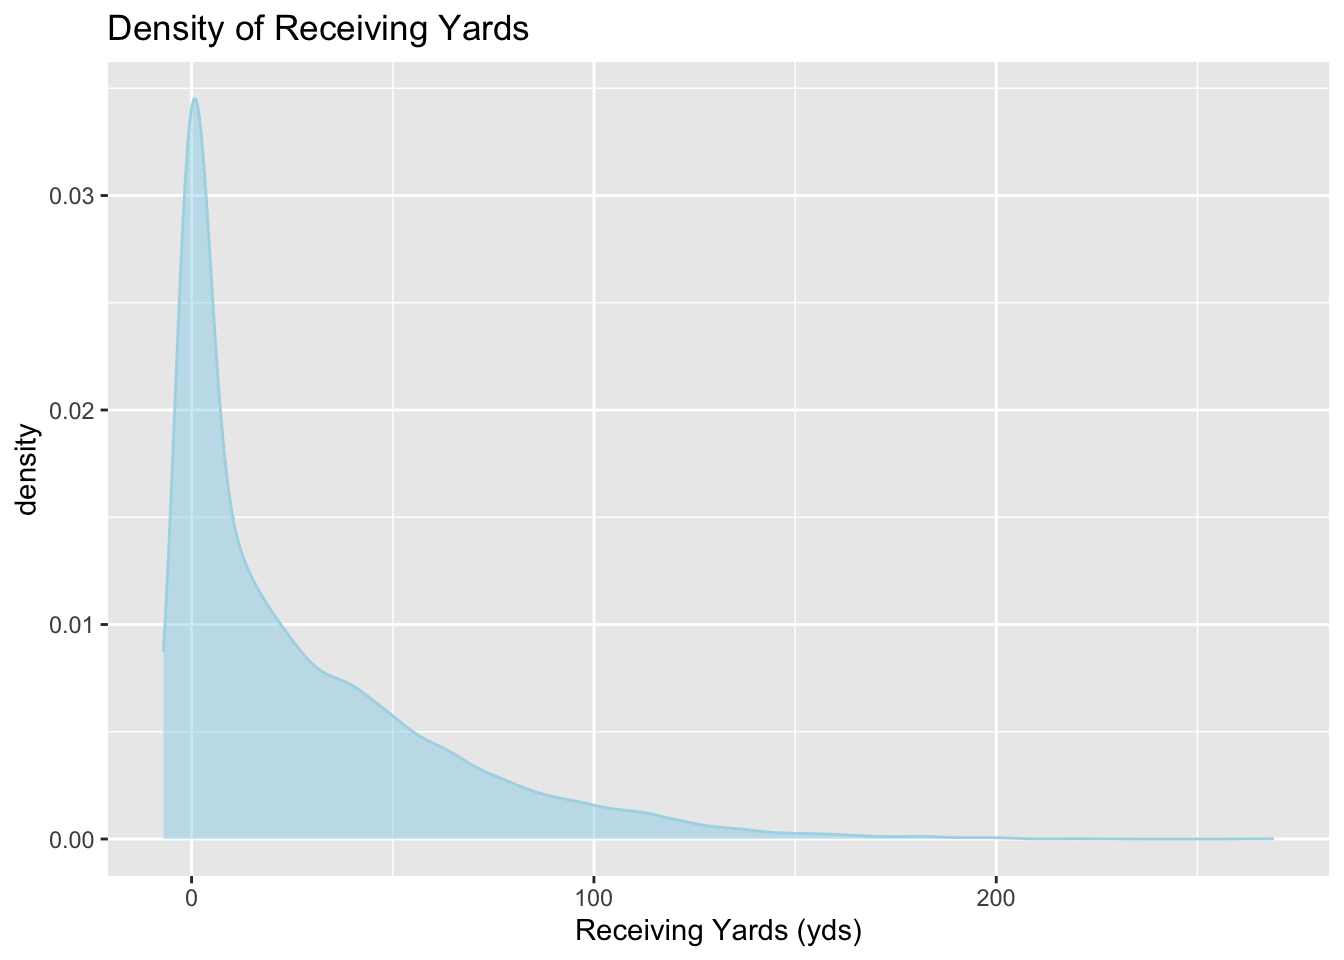 Density of Receiving Yards
0.03
0.02
0.01
0.00
density
0
100
200
Receiving Yards (yds)